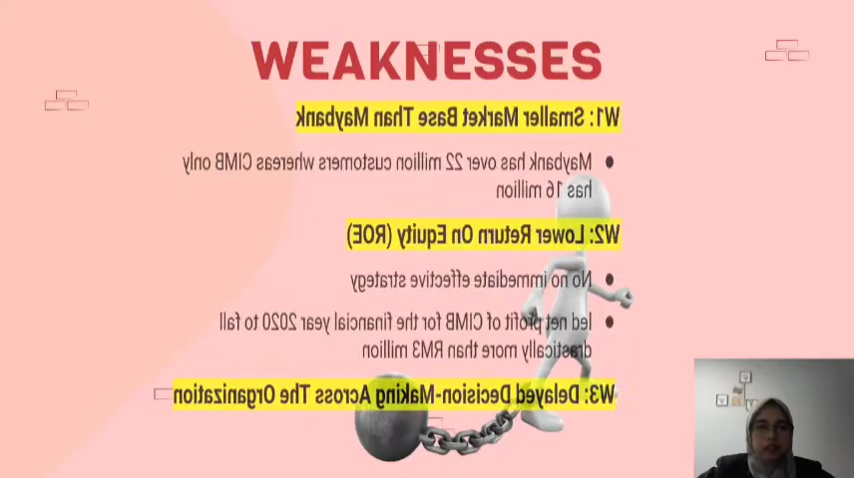 WEAKNESSES
W1: Smaller Market Base Than Maybank
● Maybank has over 22 million customers whereas CIMB only
has 16 million
W2: Lower Return On Equity (ROE)
● No no immediate effective strategy
● led net profit of CIMB for the financial year 2020 to fall
drastically more than RM3 million
W3: Delayed Decision-Making Across The Organization